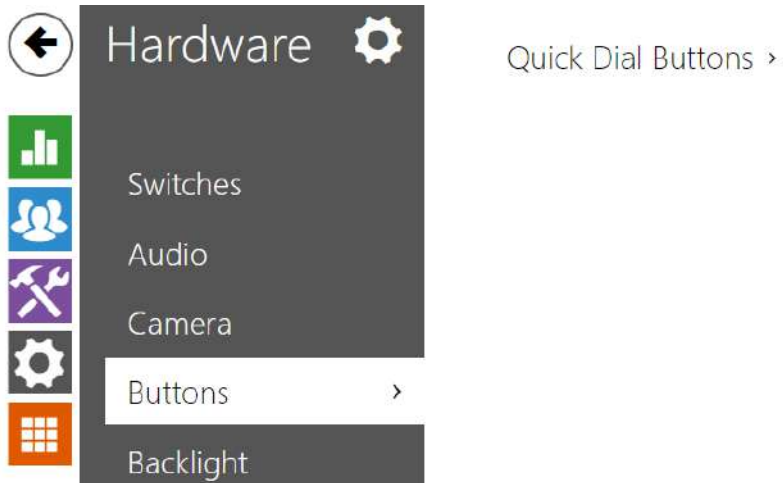 Hardware
Quick Dial Buttons ›
Switches
Audio
Camera
Buttons ›
Backlight